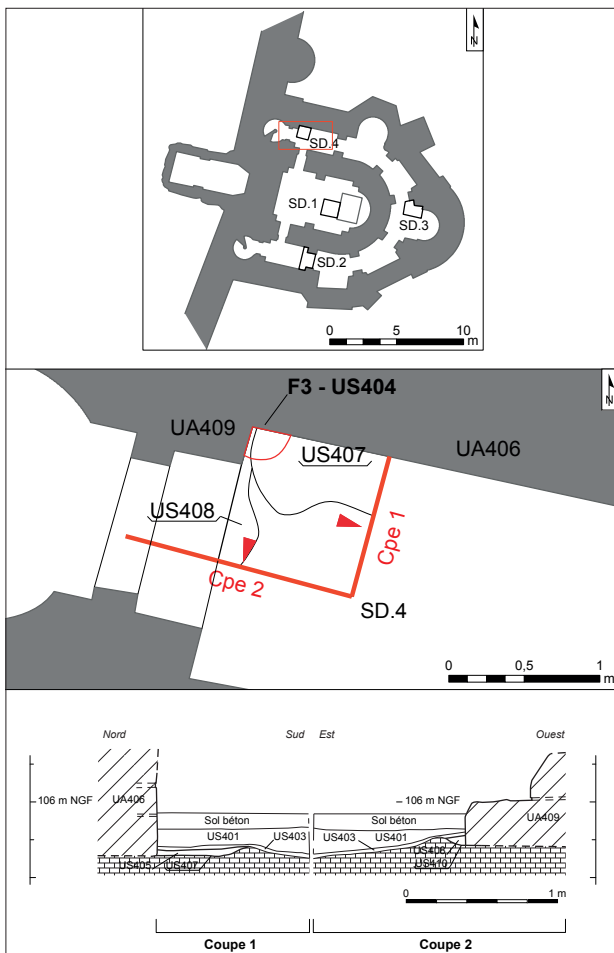 N
SD.4
SD.1
SD.3
SD.2
0 5 10
m
F3 - US404
N
UA409
UA406
US407
US408
Cpe 1
Cpe 2
SD.4
0 0,5 1
m
Nord Sud Est Ouest
106 m NGF UA406 106 m NGF
Sol béton Sol béton UA409
US401 US403 US403 US401
US405 US407 US408
US410
0 1 m
Coupe 1 Coupe 2